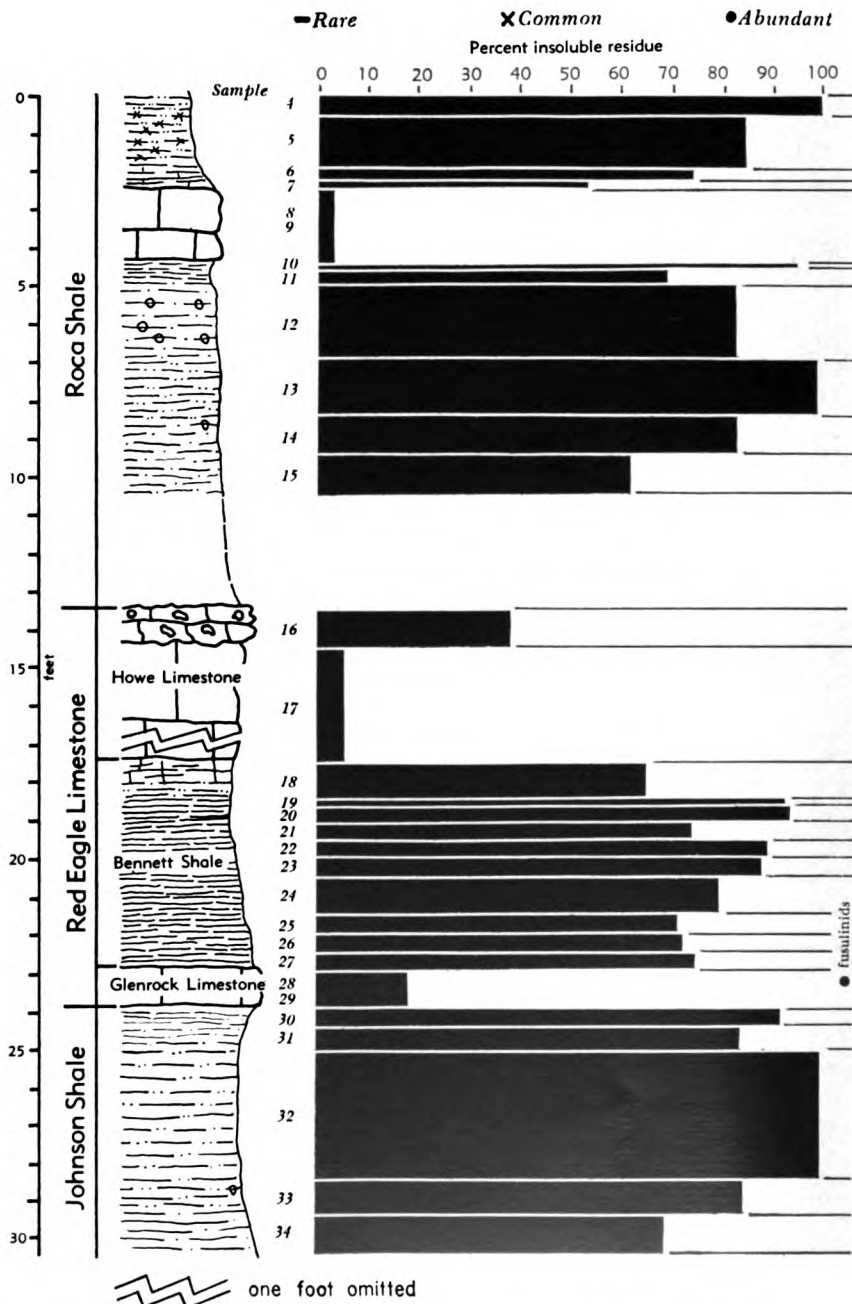 Rare Common Abundant
Percent insoluble residue
0 10 20 30 40 50 60 70 80 90 100
Sample
0
5
10
15
20
25
30
feet
Roca Shale
Red Eagle Limestone
Johnson Shale
Howe Limestone
Bennett Shale
Glenrock Limestone
4
5
6
7
8
9
10
11
12
13
14
15
16
17
18
19
20
21
22
23
24
25
26
27
28
29
30
31
32
33
34
fusulinids
one foot omitted